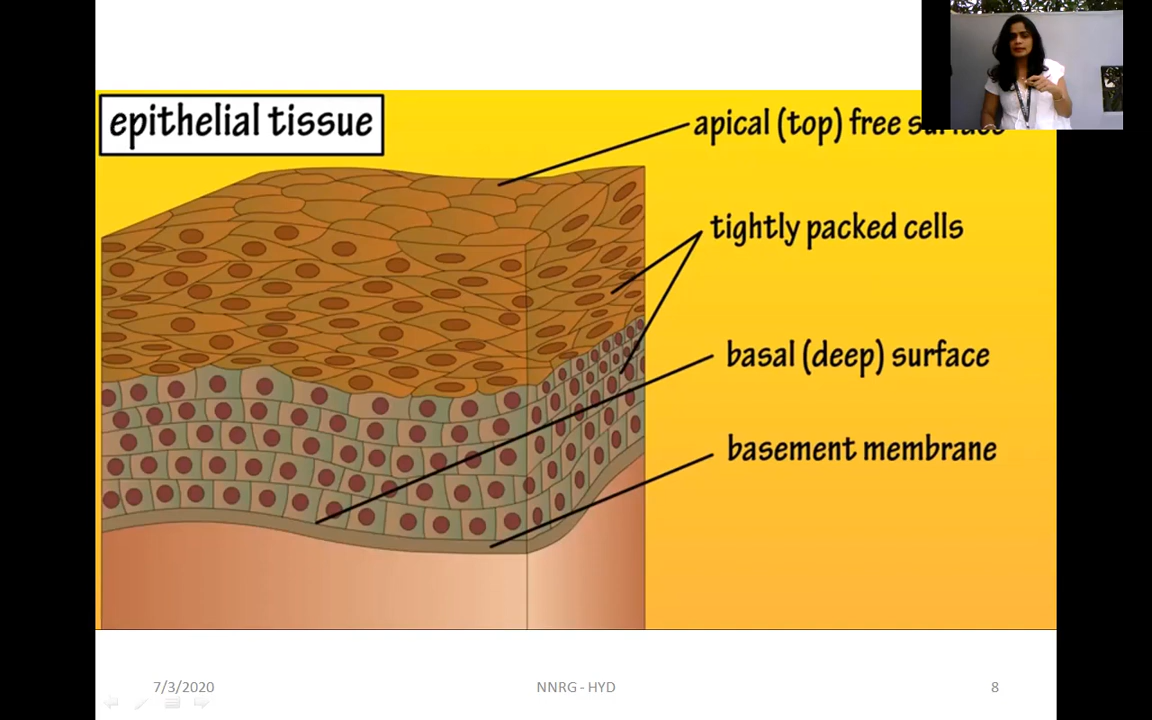 epithelial tissue
apical (top) free surface
tightly packed cells
basal (deep) surface
basement membrane
7/3/2020
NNRG - HYD
8